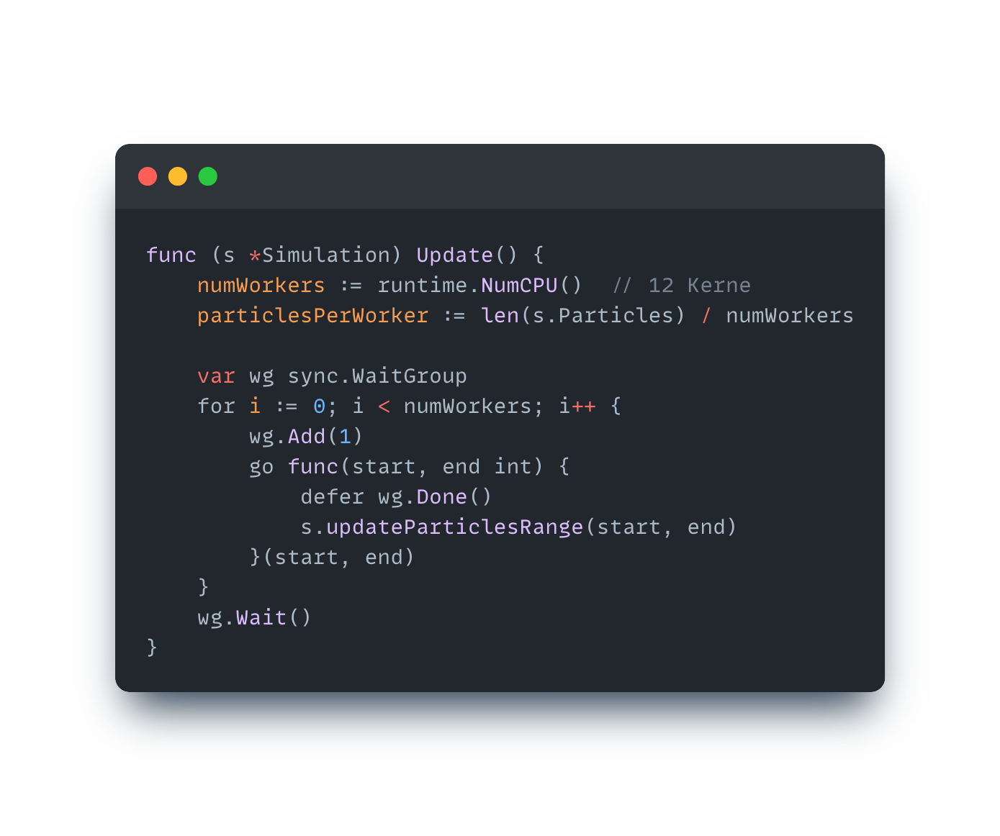 func (s *Simulation) Update() {
    numWorkers := runtime.NumCPU()  // 12 Kerne
    particlesPerWorker := len(s.Particles) / numWorkers

    var wg sync.WaitGroup
    for i := 0; i < numWorkers; i++ {
        wg.Add(1)
        go func(start, end int) {
            defer wg.Done()
            s.updateParticlesRange(start, end)
        }(start, end)
    }
    wg.Wait()
}